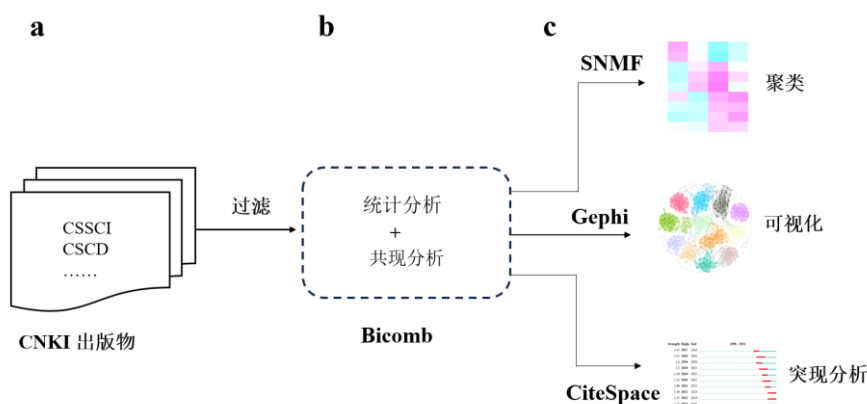 a
b
c
CSSCI
CSCD
……
CNKI 出版物
过滤
统计分析
+
共现分析
Bicomb
SNMF
聚类
Gephi
可视化
CiteSpace
突现分析